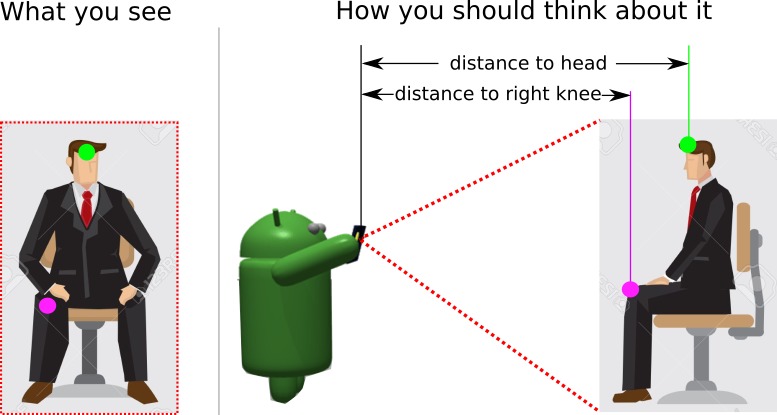 What you see
How you should think about it
distance to head
distance to right knee